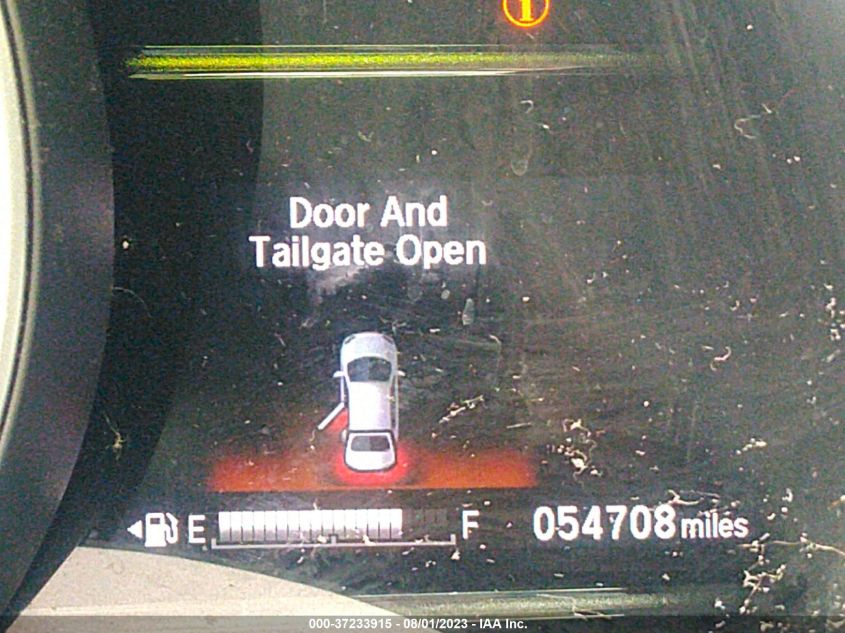 Door And
Tailgate Open
E F 054708 miles
000-37233915 - 08/01/2023 - IAA Inc.